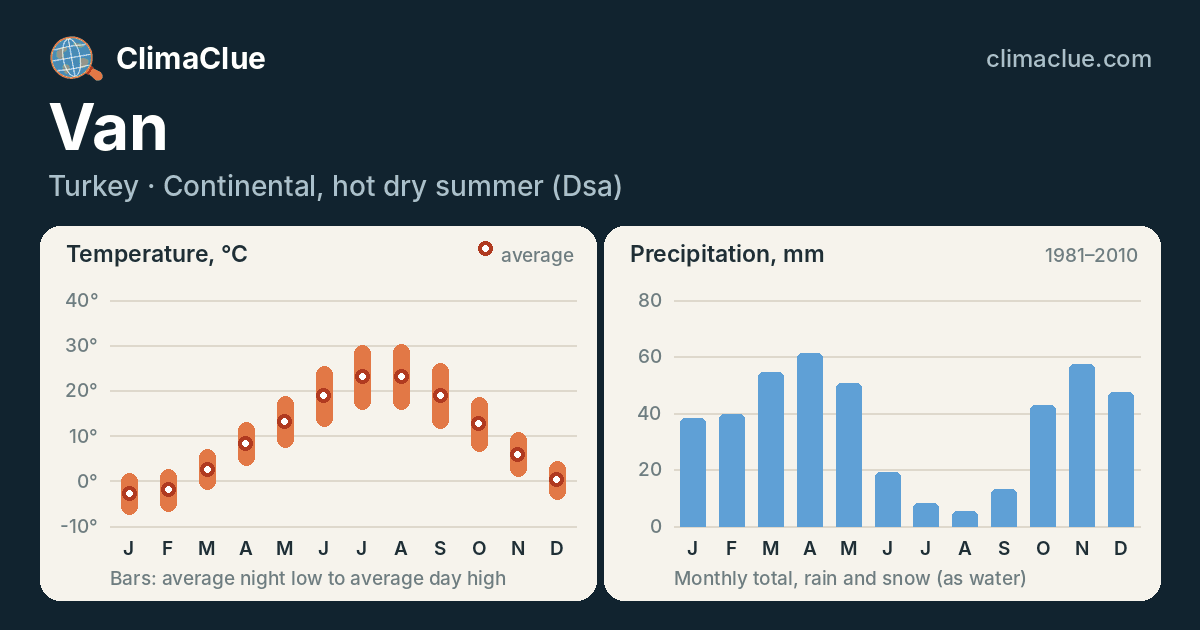 ClimaClue
climaclue.com
Van
Turkey · Continental, hot dry summer (Dsa)
Temperature, °C
average
40°
30°
20°
10°
0°
-10°
J F M A M J J A S O N D
Bars: average night low to average day high
Precipitation, mm
1981–2010
80
60
40
20
0
J F M A M J J A S O N D
Monthly total, rain and snow (as water)